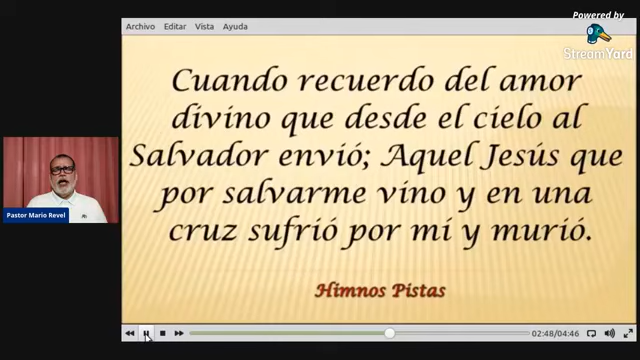 Powered by
StreamYard
Archivo Editar Vista Ayuda
Cuando recuerdo del amor
divino que desde el cielo al
Salvador envió; Aquel Jesús que
por salvarme vino y en una
cruz sufrió por mí y murió.
Himnos Pistas
Pastor Mario Revel
02:48/04:46